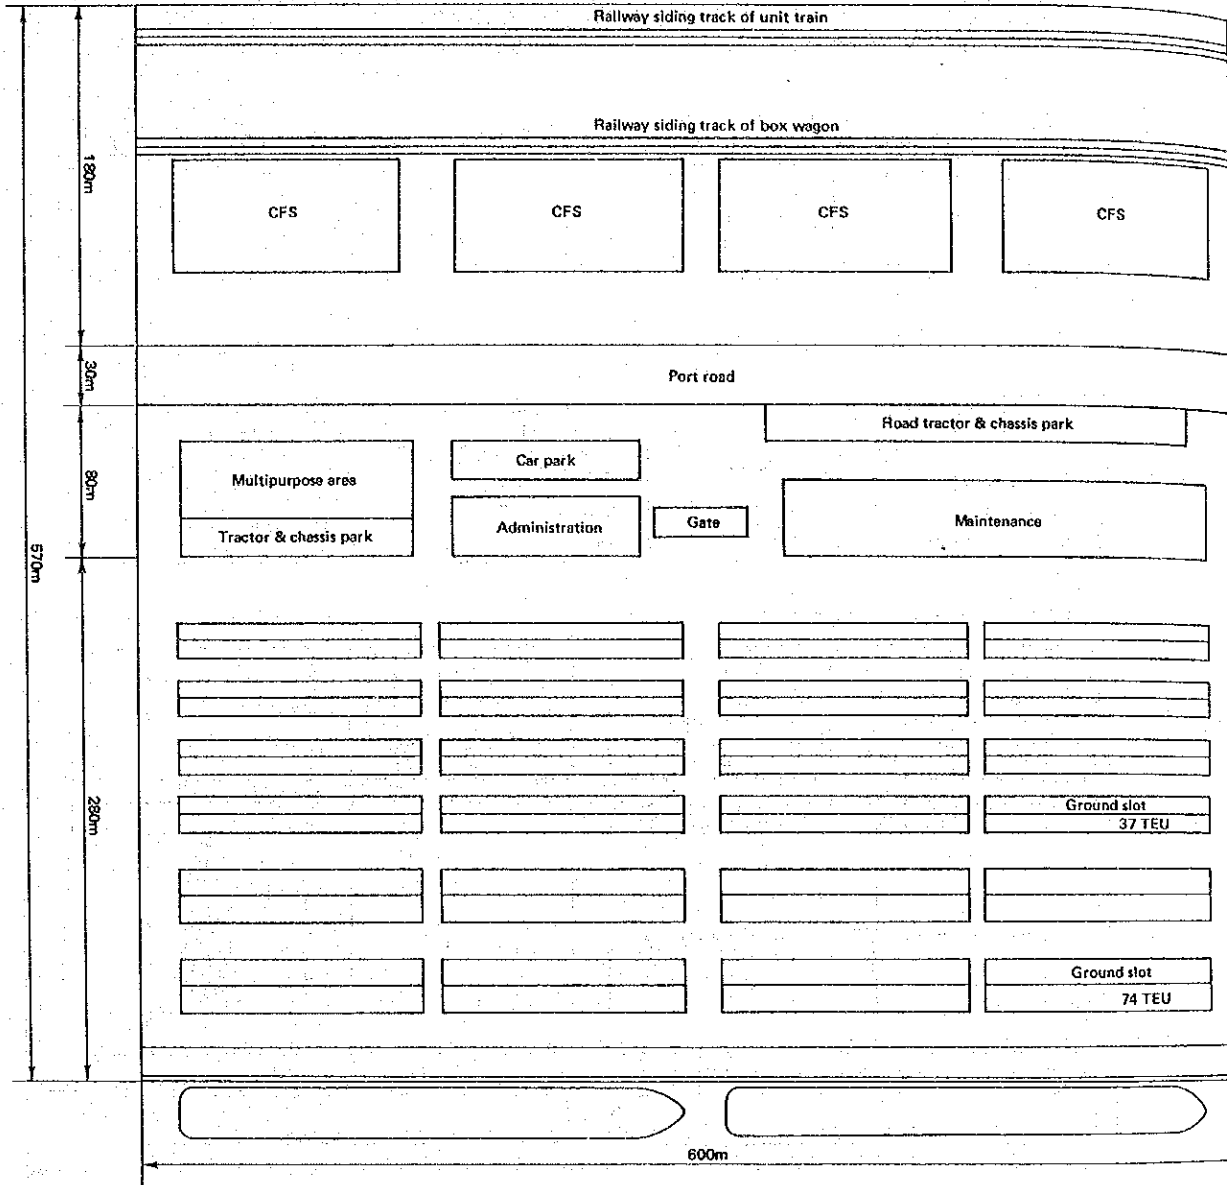 Railway siding track of unit train
Railway siding track of box wagon
180m
CFS
CFS
CFS
CFS
30m
Port road
Road tractor & chassis park
80m
Multipurpose area
Car park
Tractor & chassis park
Administration
Gate
Maintenance
570m
280m
Ground slot
37 TEU
Ground slot
74 TEU
600m